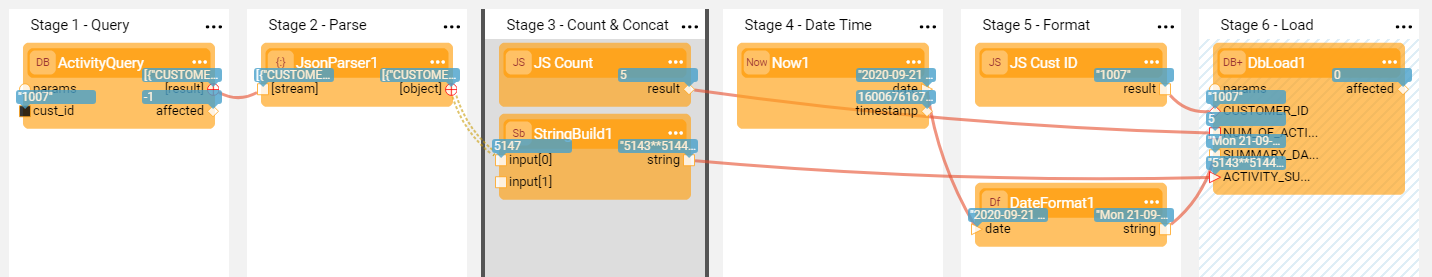 Stage 1 - Query
DB ActivityQuery
[{"CUSTOME...
params [result]
"1007" -1
cust_id affected
Stage 2 - Parse
{;} JsonParser1
[{"CUSTOME... [{"CUSTOME...
[stream] [object]
Stage 3 - Count & Concat
JS JS Count
5
result
Sb StringBuild1
5147 "5143**5144...
input[0] string
input[1]
Stage 4 - Date Time
Now Now1
"2020-09-21 ...
date
1600676167...
timestamp
Stage 5 - Format
JS JS Cust ID
"1007"
result
Df DateFormat1
"2020-09-21 ... "Mon 21-09-...
date string
Stage 6 - Load
DB+ DbLoad1
0
params affected
"1007"
CUSTOMER_ID
5
NUM_OF_ACTI...
"Mon 21-09-...
SUMMARY_DA...
"5143**5144...
ACTIVITY_SU...